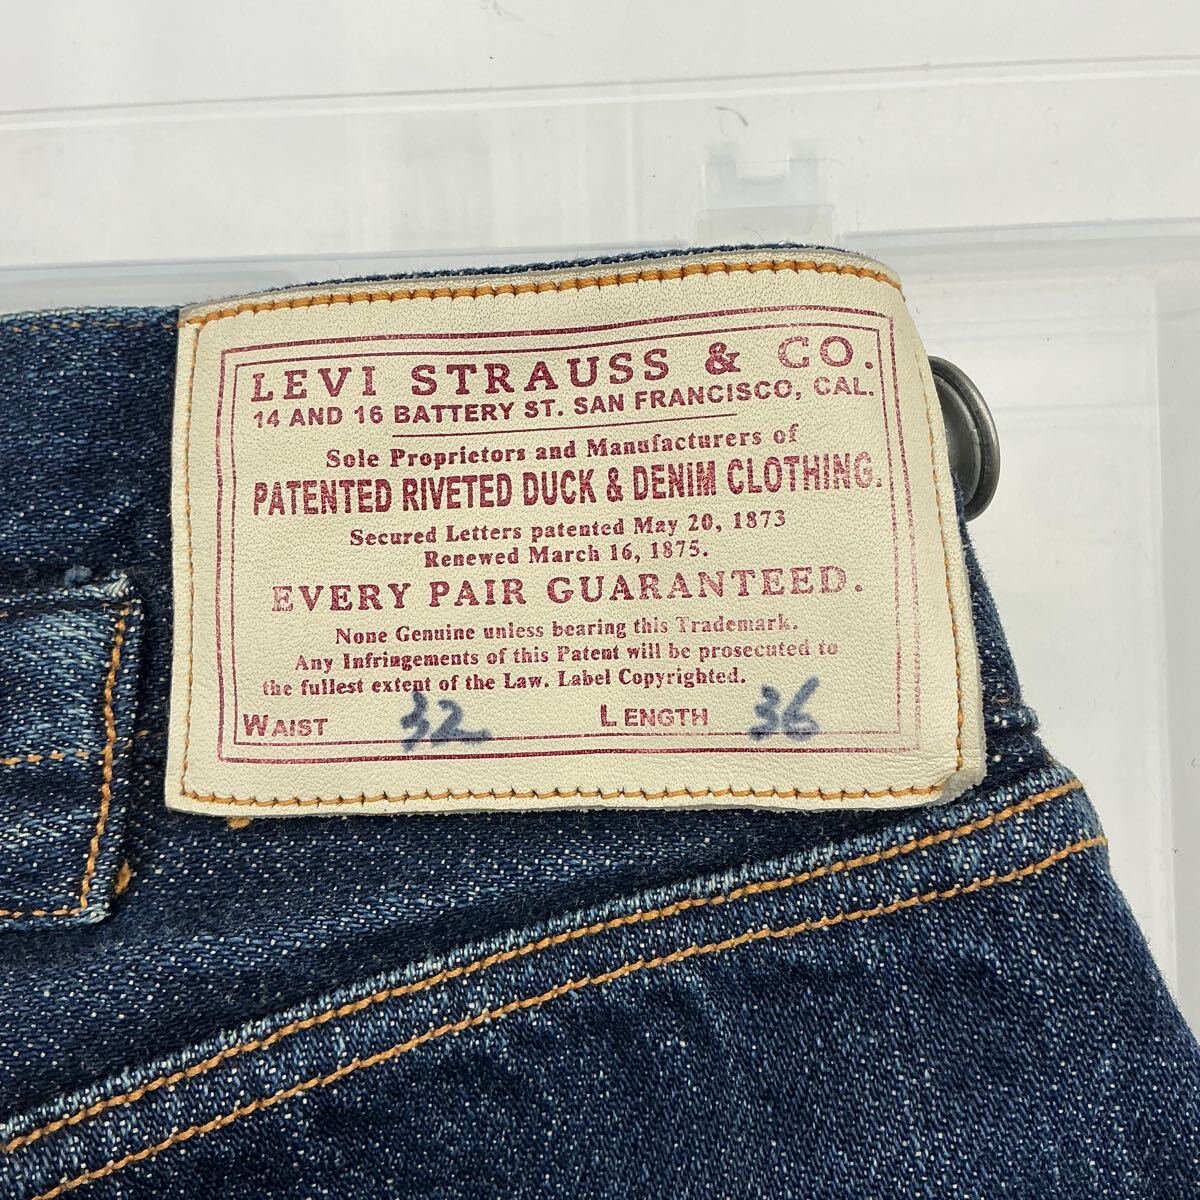 LEVI STRAUSS & CO.
14 AND 16 BATTERY ST. SAN FRANCISCO, CAL.
Sole Proprietors and Manufacturers of
PATENTED RIVETED DUCK & DENIM CLOTHING.
Secured Letters patented May 20, 1873
Renewed March 16, 1875.
EVERY PAIR GUARANTEED.
None Genuine unless bearing this Trademark.
Any Infringements of this Patent will be prosecuted to
the fullest extent of the Law. Label Copyrighted.
WAIST 32 LENGTH 36